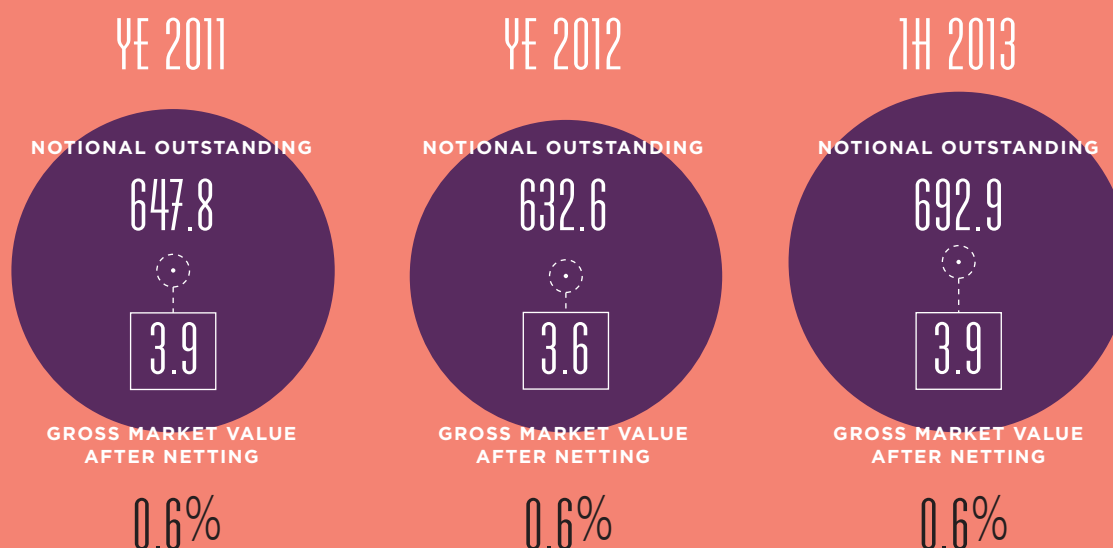 YE 2011
NOTIONAL OUTSTANDING
647.8
3.9
GROSS MARKET VALUE
AFTER NETTING
0.6%
YE 2012
NOTIONAL OUTSTANDING
632.6
3.6
GROSS MARKET VALUE
AFTER NETTING
0.6%
1H 2013
NOTIONAL OUTSTANDING
692.9
3.9
GROSS MARKET VALUE
AFTER NETTING
0.6%